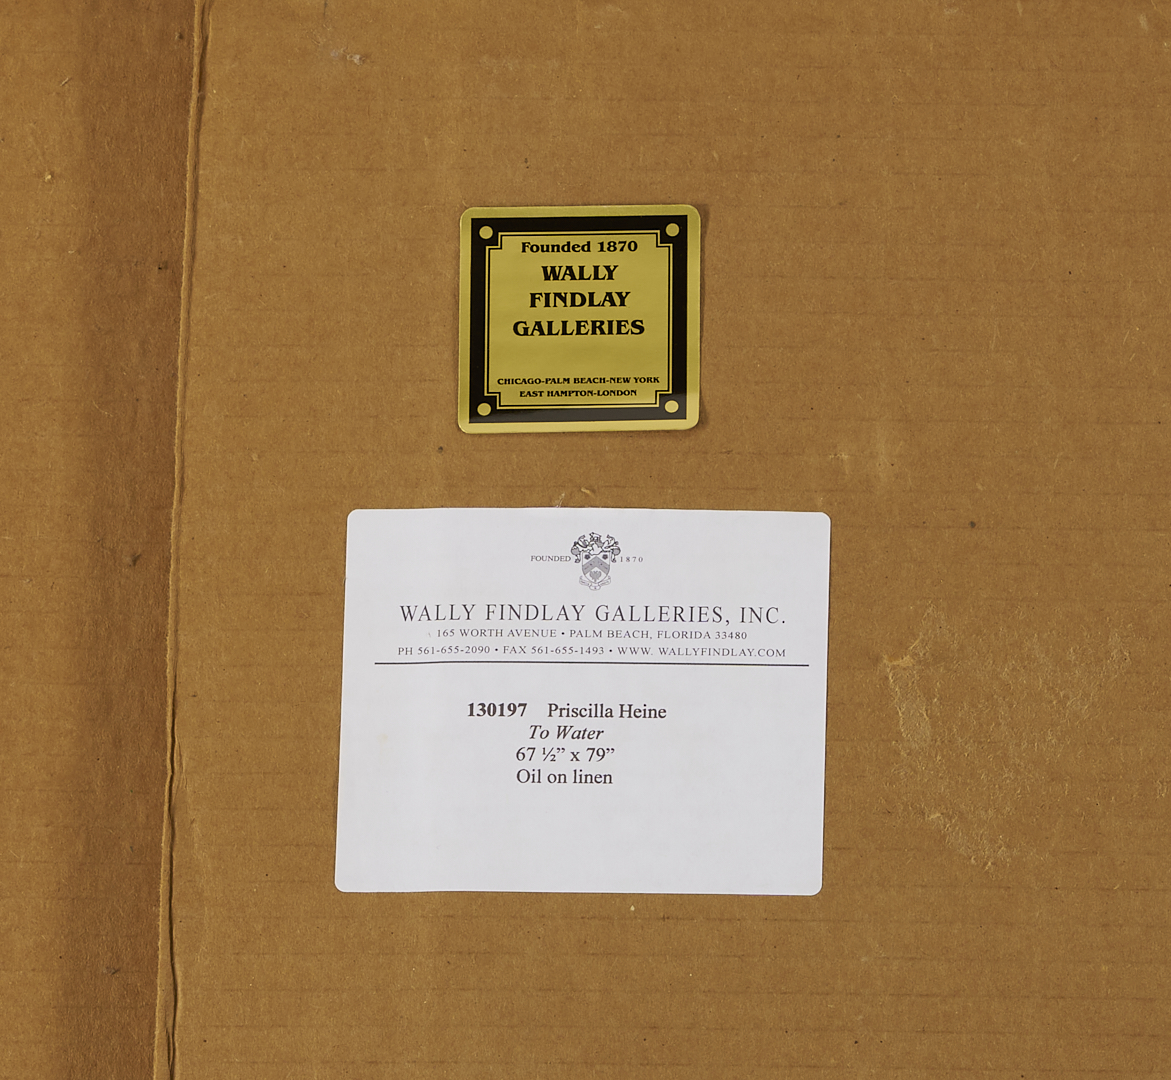 Founded 1870
WALLY
FINDLAY
GALLERIES
CHICAGO-PALM BEACH-NEW YORK
EAST HAMPTON-LONDON
FOUNDED 1870
WALLY FINDLAY GALLERIES, INC.
165 WORTH AVENUE • PALM BEACH, FLORIDA 33480
PH 561-655-2090 • FAX 561-655-1493 • WWW. WALLYFINDLAY.COM
130197 Priscilla Heine
To Water
67 ½” x 79”
Oil on linen